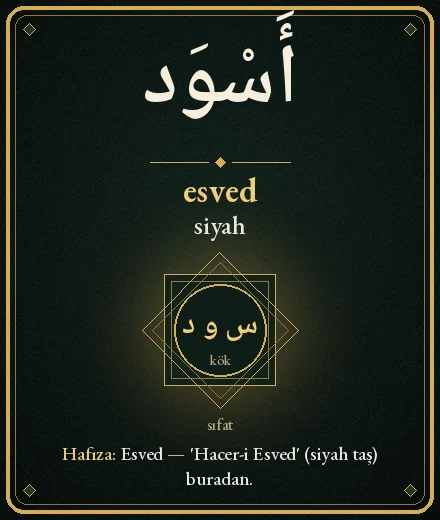 أَسْوَد
esved
siyah
س و د
kök
sıfat
Hafıza: Esved — 'Hacer-i Esved' (siyah taş)
buradan.